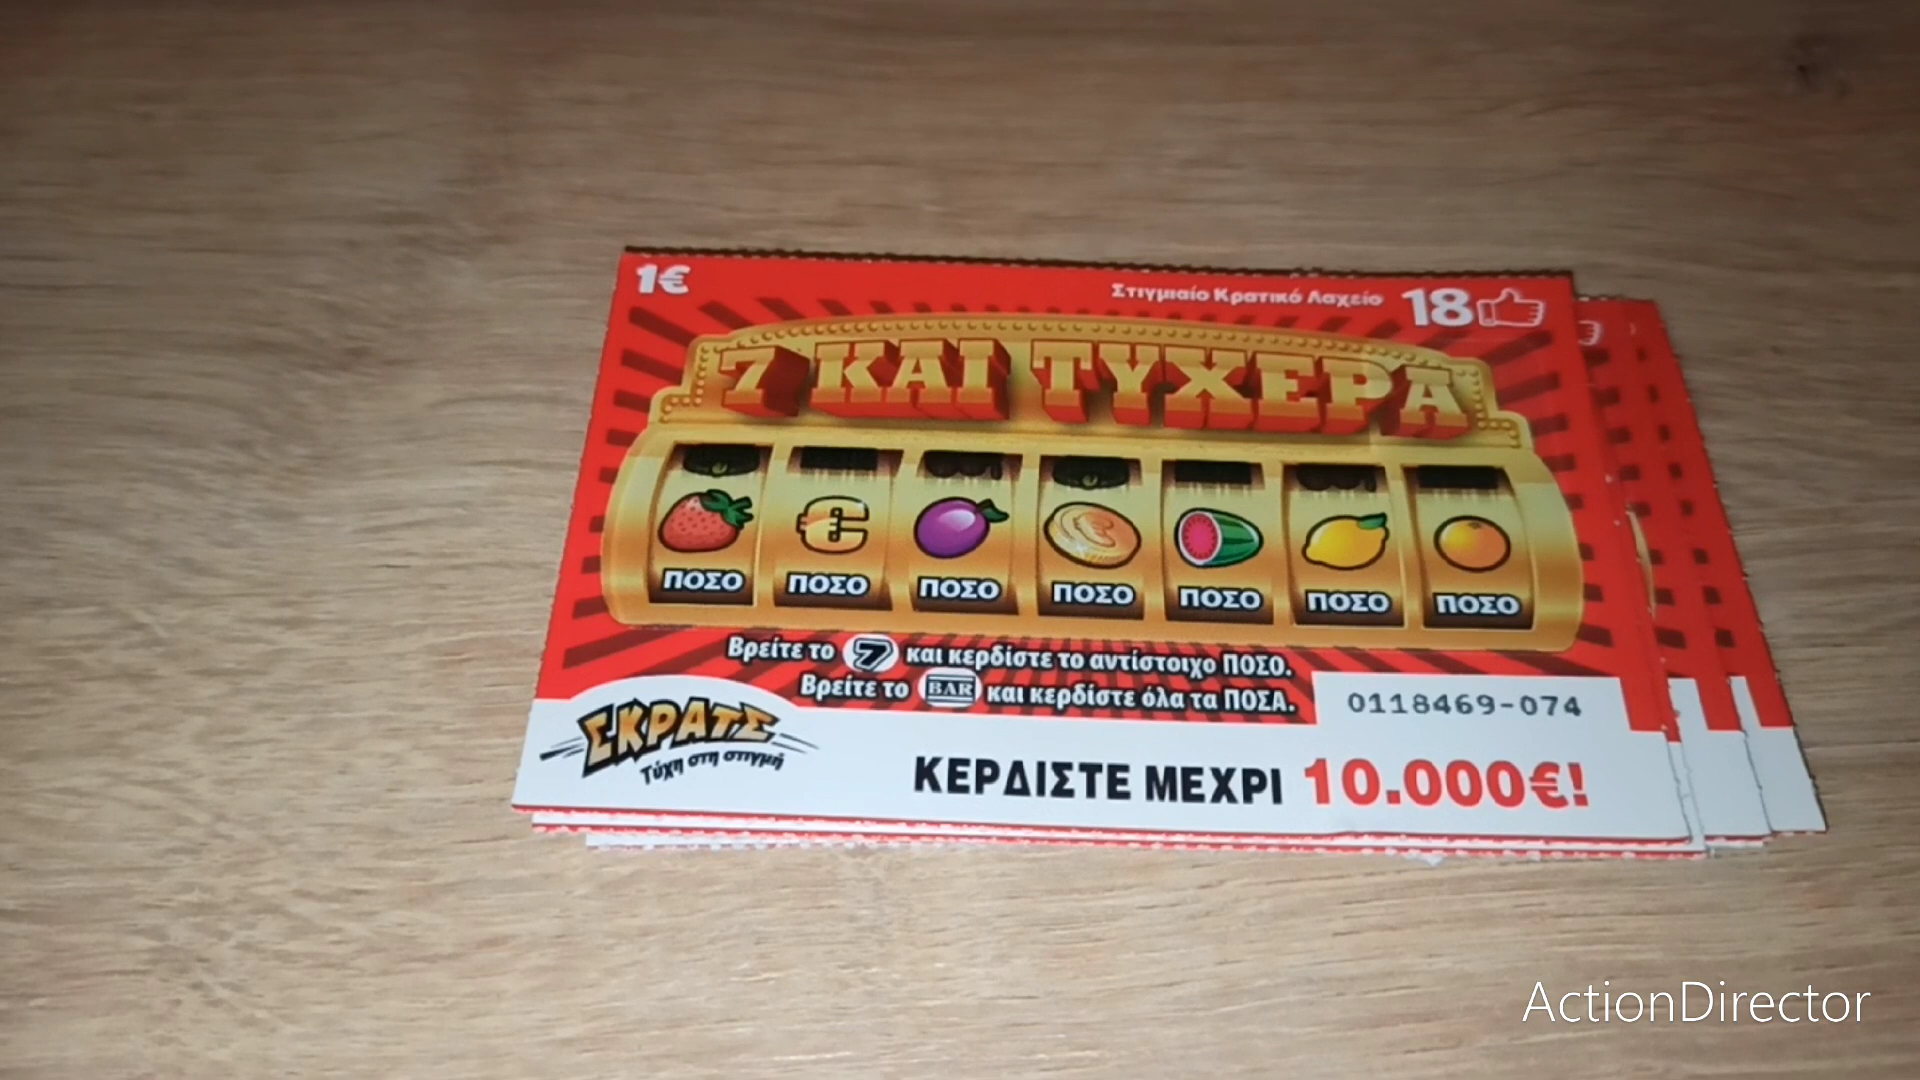 1€
Στιγμιαίο Κρατικό Λαχείο 18
7 ΚΑΙ ΤΥΧΕΡΑ
ΠΟΣΟ ΠΟΣΟ ΠΟΣΟ ΠΟΣΟ ΠΟΣΟ ΠΟΣΟ ΠΟΣΟ
Βρείτε το 7 και κερδίστε το αντίστοιχο ΠΟΣΟ.
Βρείτε το BAR και κερδίστε όλα τα ΠΟΣΑ.
0118469-074
ΣΚΡΑΤΣ
Τύχη στη στιγμή
ΚΕΡΔΙΣΤΕ ΜΕΧΡΙ 10.000€!
ActionDirector